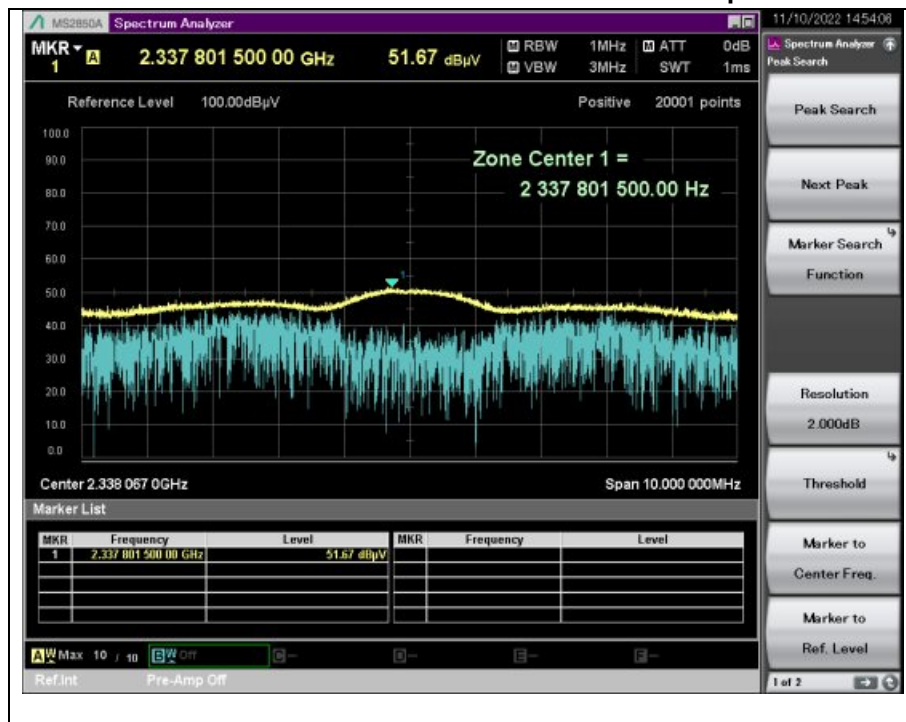 MS2850A Spectrum Analyzer
11/10/2022 14:54:06
MKR 1 A 2.337 801 500 00 GHz 51.67 dBµV
M RBW 1MHz M ATT 0dB
M VBW 3MHz SWT 1ms
Spectrum Analyzer
Peak Search
Reference Level 100.00dBµV Positive 20001 points
100.0
90.0
80.0
70.0
60.0
50.0
40.0
30.0
20.0
10.0
0.0
Zone Center 1 =
2 337 801 500.00 Hz
1
Center 2.338 067 0GHz Span 10.000 000MHz
Marker List
MKR Frequency Level MKR Frequency Level
1 2.337 801 500 00 GHz 51.67 dBµV
A W Max 10 / 10 B W Off C - D - E - F -
Ref.Int Pre-Amp Off
Peak Search
Next Peak
Marker Search
Function
Resolution
2.000dB
Threshold
Marker to
Center Freq.
Marker to
Ref. Level
1 of 2